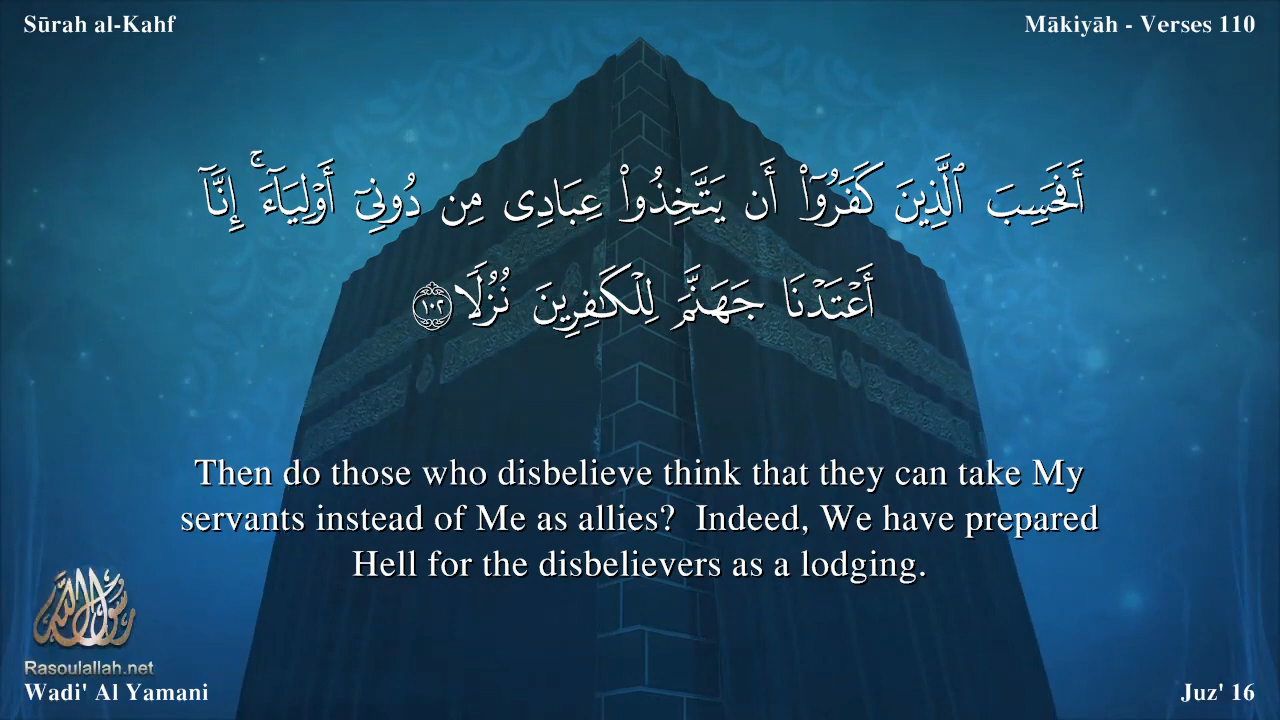 Sūrah al-Kahf
Mākiyāh - Verses 110
أَفَحَسِبَ ٱلَّذِينَ كَفَرُوٓا۟ أَن يَتَّخِذُوا۟ عِبَادِى مِن دُونِىٓ أَوْلِيَآءَ ۚ إِنَّآ
أَعْتَدْنَا جَهَنَّمَ لِلْكَـٰفِرِينَ نُزُلًا ١٠٢
Then do those who disbelieve think that they can take My
servants instead of Me as allies?  Indeed, We have prepared
Hell for the disbelievers as a lodging.
رسول الله
Rasoulallah.net
Wadi' Al Yamani
Juz' 16